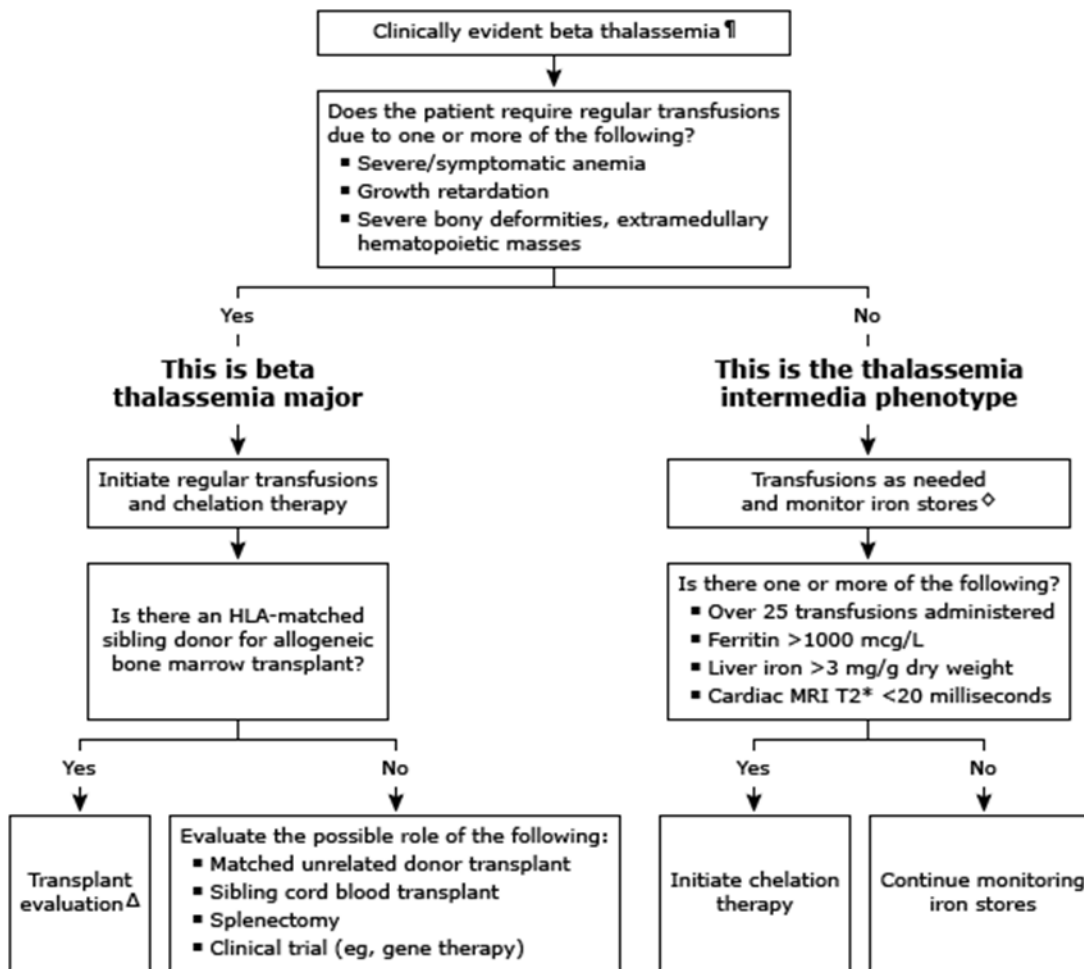 Clinically evident beta thalassemia¶
Does the patient require regular transfusions
due to one or more of the following?
▪ Severe/symptomatic anemia
▪ Growth retardation
▪ Severe bony deformities, extramedullary
hematopoietic masses
Yes
No
This is beta
thalassemia major
This is the thalassemia
intermedia phenotype
Initiate regular transfusions
and chelation therapy
Transfusions as needed
and monitor iron stores◇
Is there an HLA-matched
sibling donor for allogeneic
bone marrow transplant?
Is there one or more of the following?
▪ Over 25 transfusions administered
▪ Ferritin >1000 mcg/L
▪ Liver iron >3 mg/g dry weight
▪ Cardiac MRI T2* <20 milliseconds
Yes
No
Yes
No
Transplant
evaluationΔ
Evaluate the possible role of the following:
▪ Matched unrelated donor transplant
▪ Sibling cord blood transplant
▪ Splenectomy
▪ Clinical trial (eg, gene therapy)
Initiate chelation
therapy
Continue monitoring
iron stores